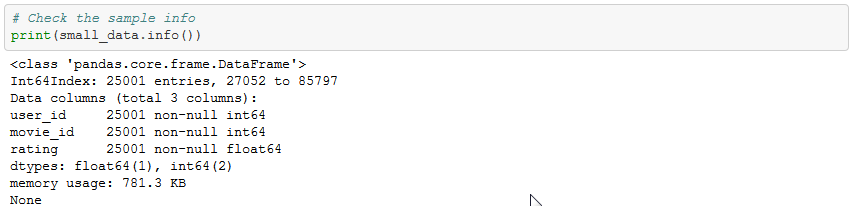 # Check the sample info
print(small_data.info())
<class 'pandas.core.frame.DataFrame'>
Int64Index: 25001 entries, 27052 to 85797
Data columns (total 3 columns):
user_id     25001 non-null int64
movie_id    25001 non-null int64
rating      25001 non-null float64
dtypes: float64(1), int64(2)
memory usage: 781.3 KB
None